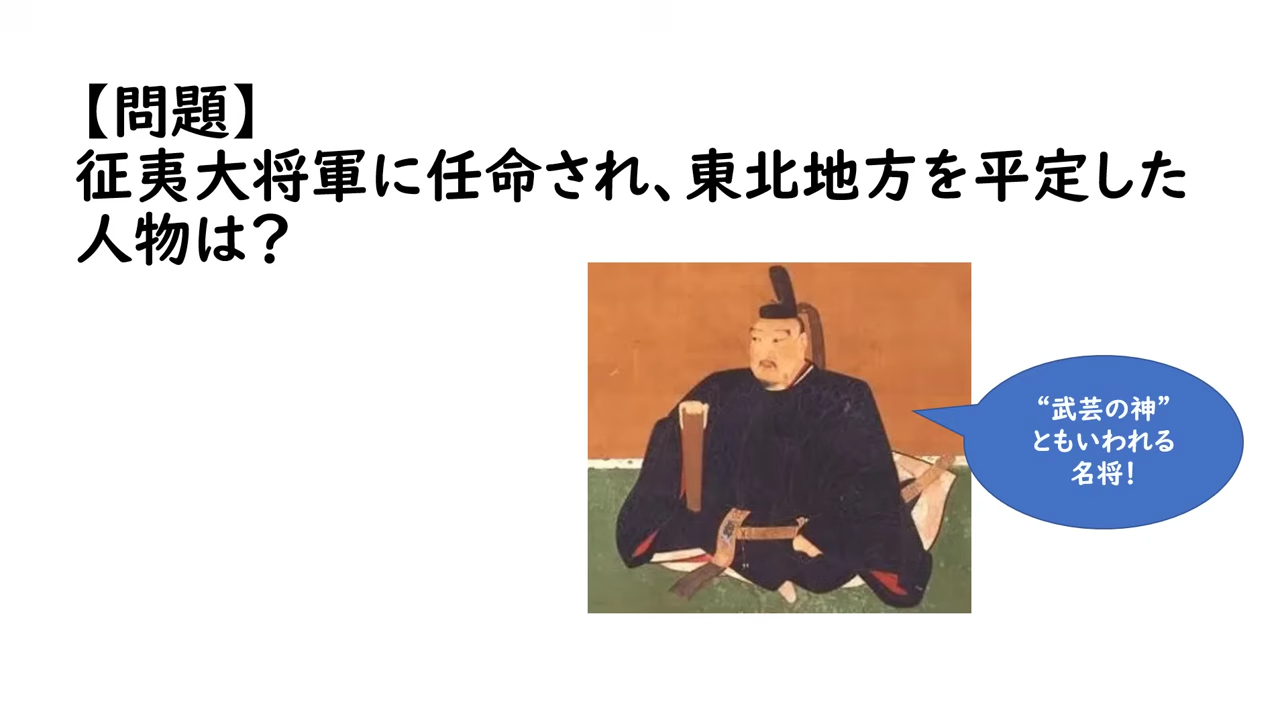 【問題】
征夷大将軍に任命され、東北地方を平定した
人物は？
“武芸の神”
ともいわれる
名将！